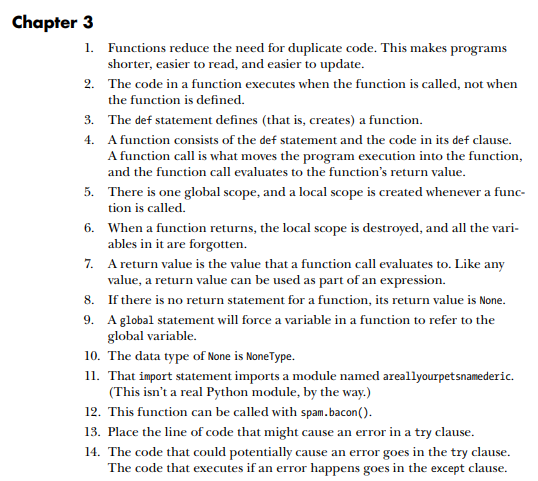 Chapter 3
1. Functions reduce the need for duplicate code. This makes programs
shorter, easier to read, and easier to update.
2. The code in a function executes when the function is called, not when
the function is defined.
3. The def statement defines (that is, creates) a function.
4. A function consists of the def statement and the code in its def clause.
A function call is what moves the program execution into the function,
and the function call evaluates to the function's return value.
5. There is one global scope, and a local scope is created whenever a func-
tion is called.
6. When a function returns, the local scope is destroyed, and all the vari-
ables in it are forgotten.
7. A return value is the value that a function call evaluates to. Like any
value, a return value can be used as part of an expression.
8. If there is no return statement for a function, its return value is None.
9. A global statement will force a variable in a function to refer to the
global variable.
10. The data type of None is NoneType.
11. That import statement imports a module named areallyourpetsnamederic.
(This isn't a real Python module, by the way.)
12. This function can be called with spam.bacon().
13. Place the line of code that might cause an error in a try clause.
14. The code that could potentially cause an error goes in the try clause.
The code that executes if an error happens goes in the except clause.